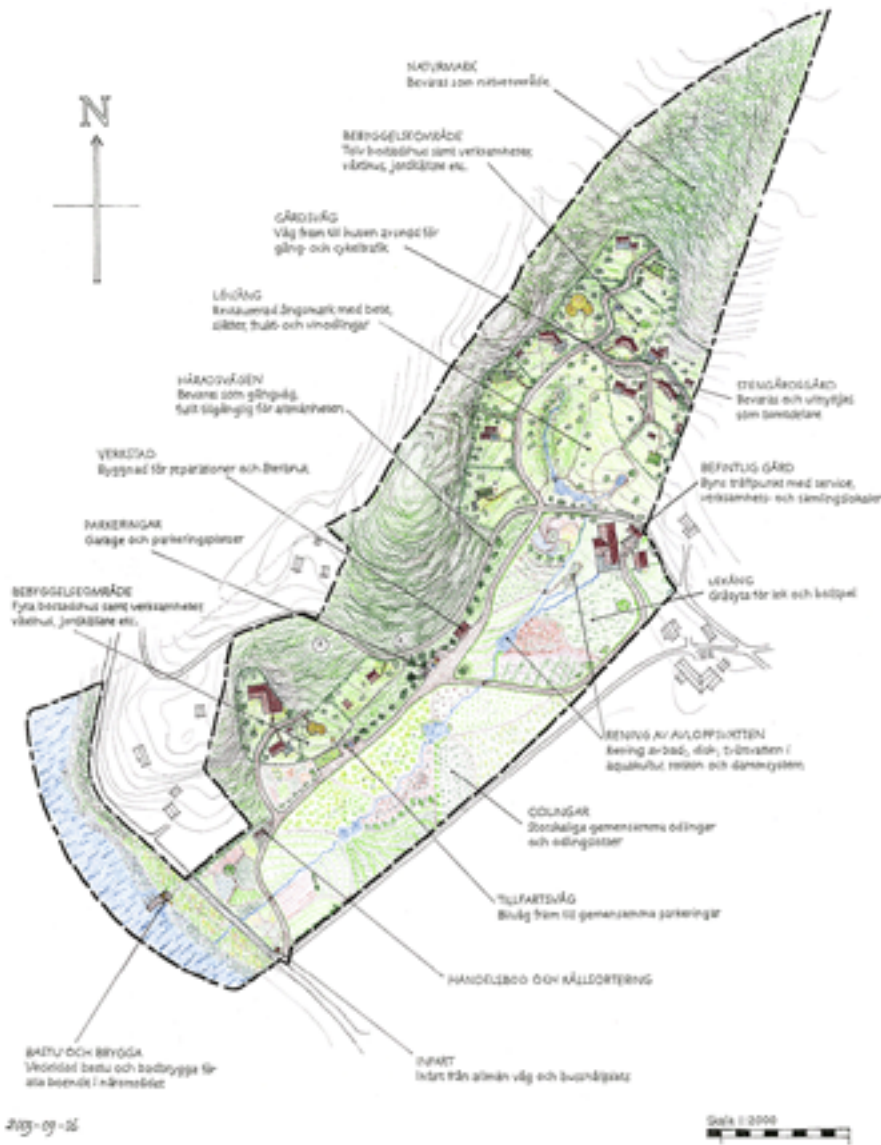 N
NATURMARK
Bevaras som naturområde
BEBYGGELSEOMRÅDE
Tolv bostadshus samt verksamheter,
växthus, jordkällare etc.
GÅRDSVÄG
Väg fram till husen avsedd för
gång- och cykeltrafik
LÖVÄNG
Restaurerad ängsmark med bete,
slåtter, frukt- och vinodlingar
HÄRADSVÄGEN
Bevaras som gångväg,
fullt tillgänglig för allmänheten
STENGÄRDSGÅRD
Bevaras och utnyttjas
som tomtdelare
VERKSTAD
Byggnad för reparationer och återbruk
BEFINTLIG GÅRD
Byns träffpunkt med service,
verksamhets- och samlingslokaler
PARKERINGAR
Garage och parkeringsplatser
BEBYGGELSEOMRÅDE
Fyra bostadshus samt verksamheter,
växthus, jordkällare etc.
LEKÄNG
Gräsyta för lek och bollspel
RENING AV AVLOPPSVATTEN
Rening av bad-, disk-, tvättvatten i
aquakultur, resten och dammsystem
ODLINGAR
Storskaliga gemensamma odlingar
och odlingslotter
TILLFARTSVÄG
Bilväg fram till gemensamma parkeringar
HANDELSBOD OCH KÄLLSORTERING
BASTU OCH BRYGGA
Vedeldad bastu och badbrygga för
alla boende i närområdet
INFART
Infart från allmän väg och busshållplats
Skala 1:2000